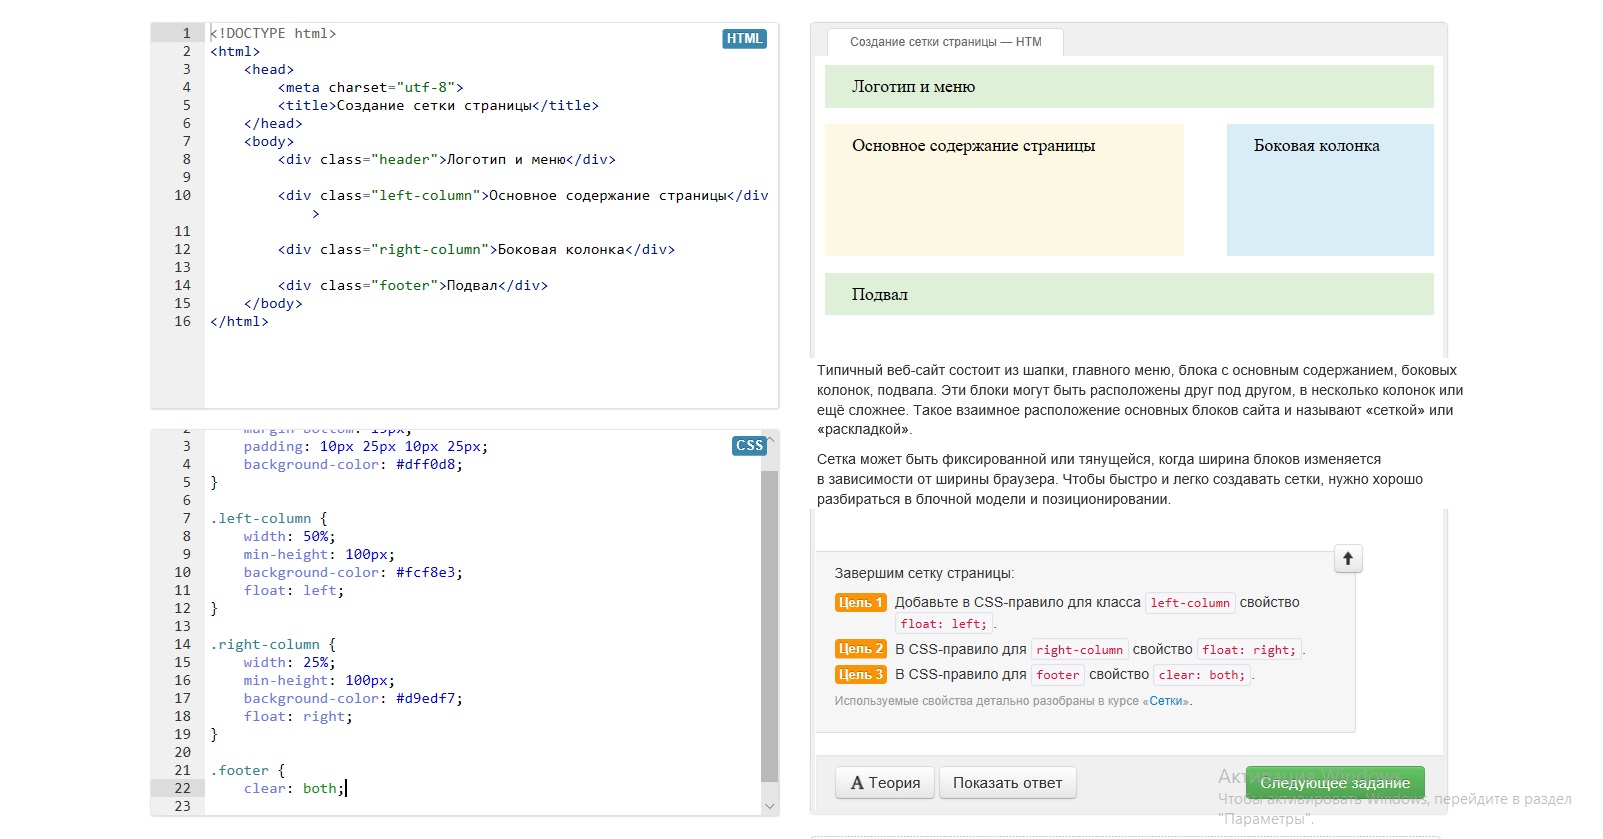 1 <!DOCTYPE html>
HTML
2 <html>
3 <head>
4 <meta charset="utf-8">
5 <title>Создание сетки страницы</title>
6 </head>
7 <body>
8 <div class="header">Логотип и меню</div>
9
10 <div class="left-column">Основное содержание страницы</div
>
11
12 <div class="right-column">Боковая колонка</div>
13
14 <div class="footer">Подвал</div>
15 </body>
16 </html>
2 margin-bottom: 15px;
CSS
3 padding: 10px 25px 10px 25px;
4 background-color: #dff0d8;
5 }
6
7 .left-column {
8 width: 50%;
9 min-height: 100px;
10 background-color: #fcf8e3;
11 float: left;
12 }
13
14 .right-column {
15 width: 25%;
16 min-height: 100px;
17 background-color: #d9edf7;
18 float: right;
19 }
20
21 .footer {
22 clear: both;
23
Создание сетки страницы — HTM
Логотип и меню
Основное содержание страницы
Боковая колонка
Подвал
Типичный веб-сайт состоит из шапки, главного меню, блока с основным содержанием, боковых
колонок, подвала. Эти блоки могут быть расположены друг под другом, в несколько колонок или
ещё сложнее. Такое взаимное расположение основных блоков сайта и называют «сеткой» или
«раскладкой».
Сетка может быть фиксированной или тянущейся, когда ширина блоков изменяется
в зависимости от ширины браузера. Чтобы быстро и легко создавать сетки, нужно хорошо
разбираться в блочной модели и позиционировании.
Завершим сетку страницы:
Цель 1 Добавьте в CSS-правило для класса left-column свойство
float: left; .
Цель 2 В CSS-правило для right-column свойство float: right; .
Цель 3 В CSS-правило для footer свойство clear: both; .
Используемые свойства детально разобраны в курсе «Сетки».
А Теория
Показать ответ
Следующее задание
Активация Windows
Чтобы активировать Windows, перейдите в раздел
"Параметры".